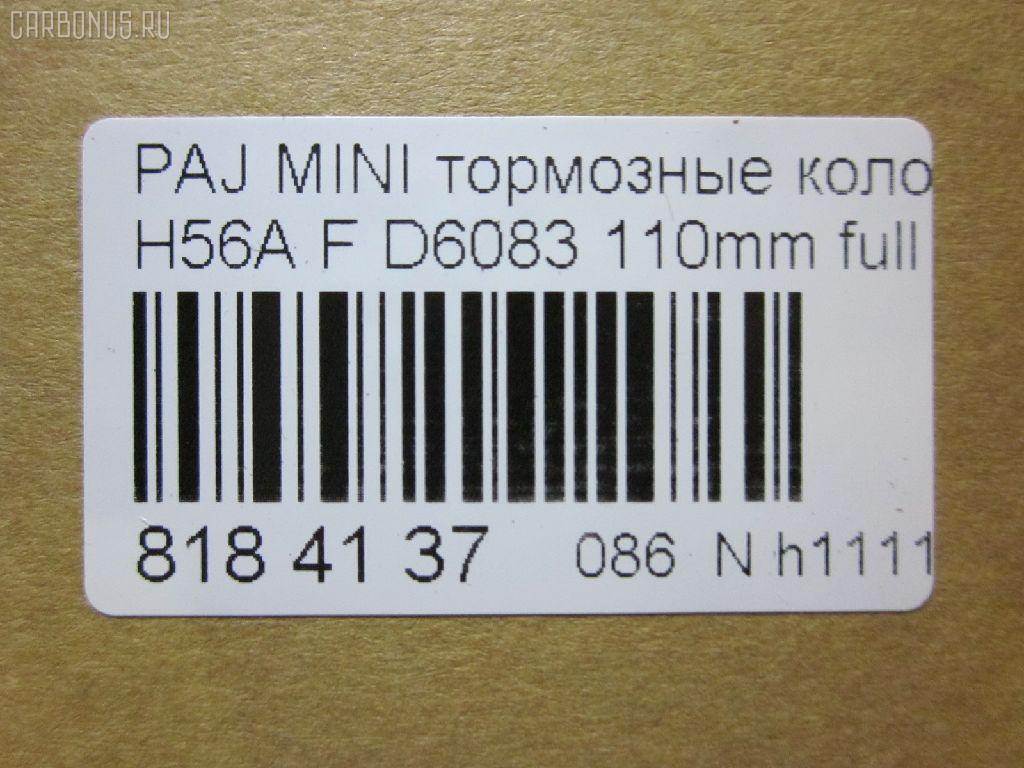 CARBONUS.RU
PAJ MINI тормозные коло
H56A F D6083 110mm full
818 41 37 086 N h1111